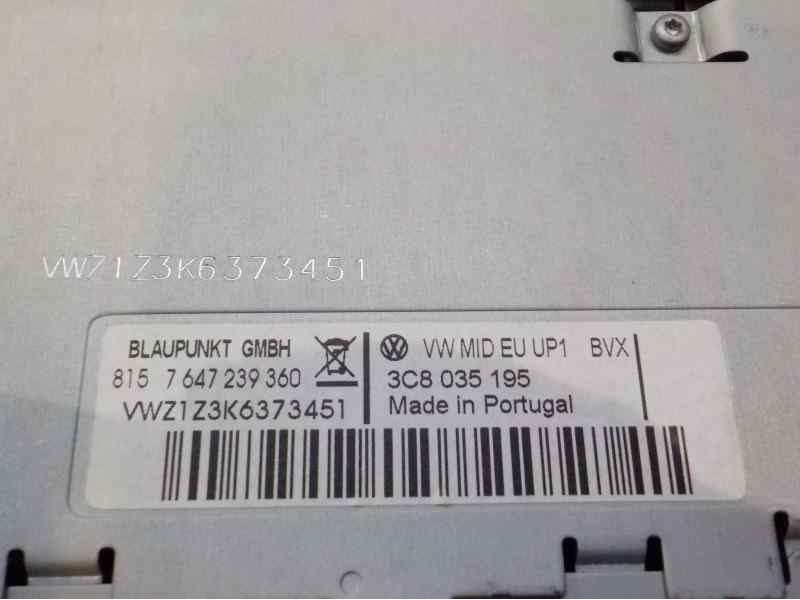 VWZ1Z3K6373451
BLAUPUNKT GMBH
815 7 647 239 360
VWZ1Z3K6373451
VW MID EU UP1 BVX
3C8 035 195
Made in Portugal